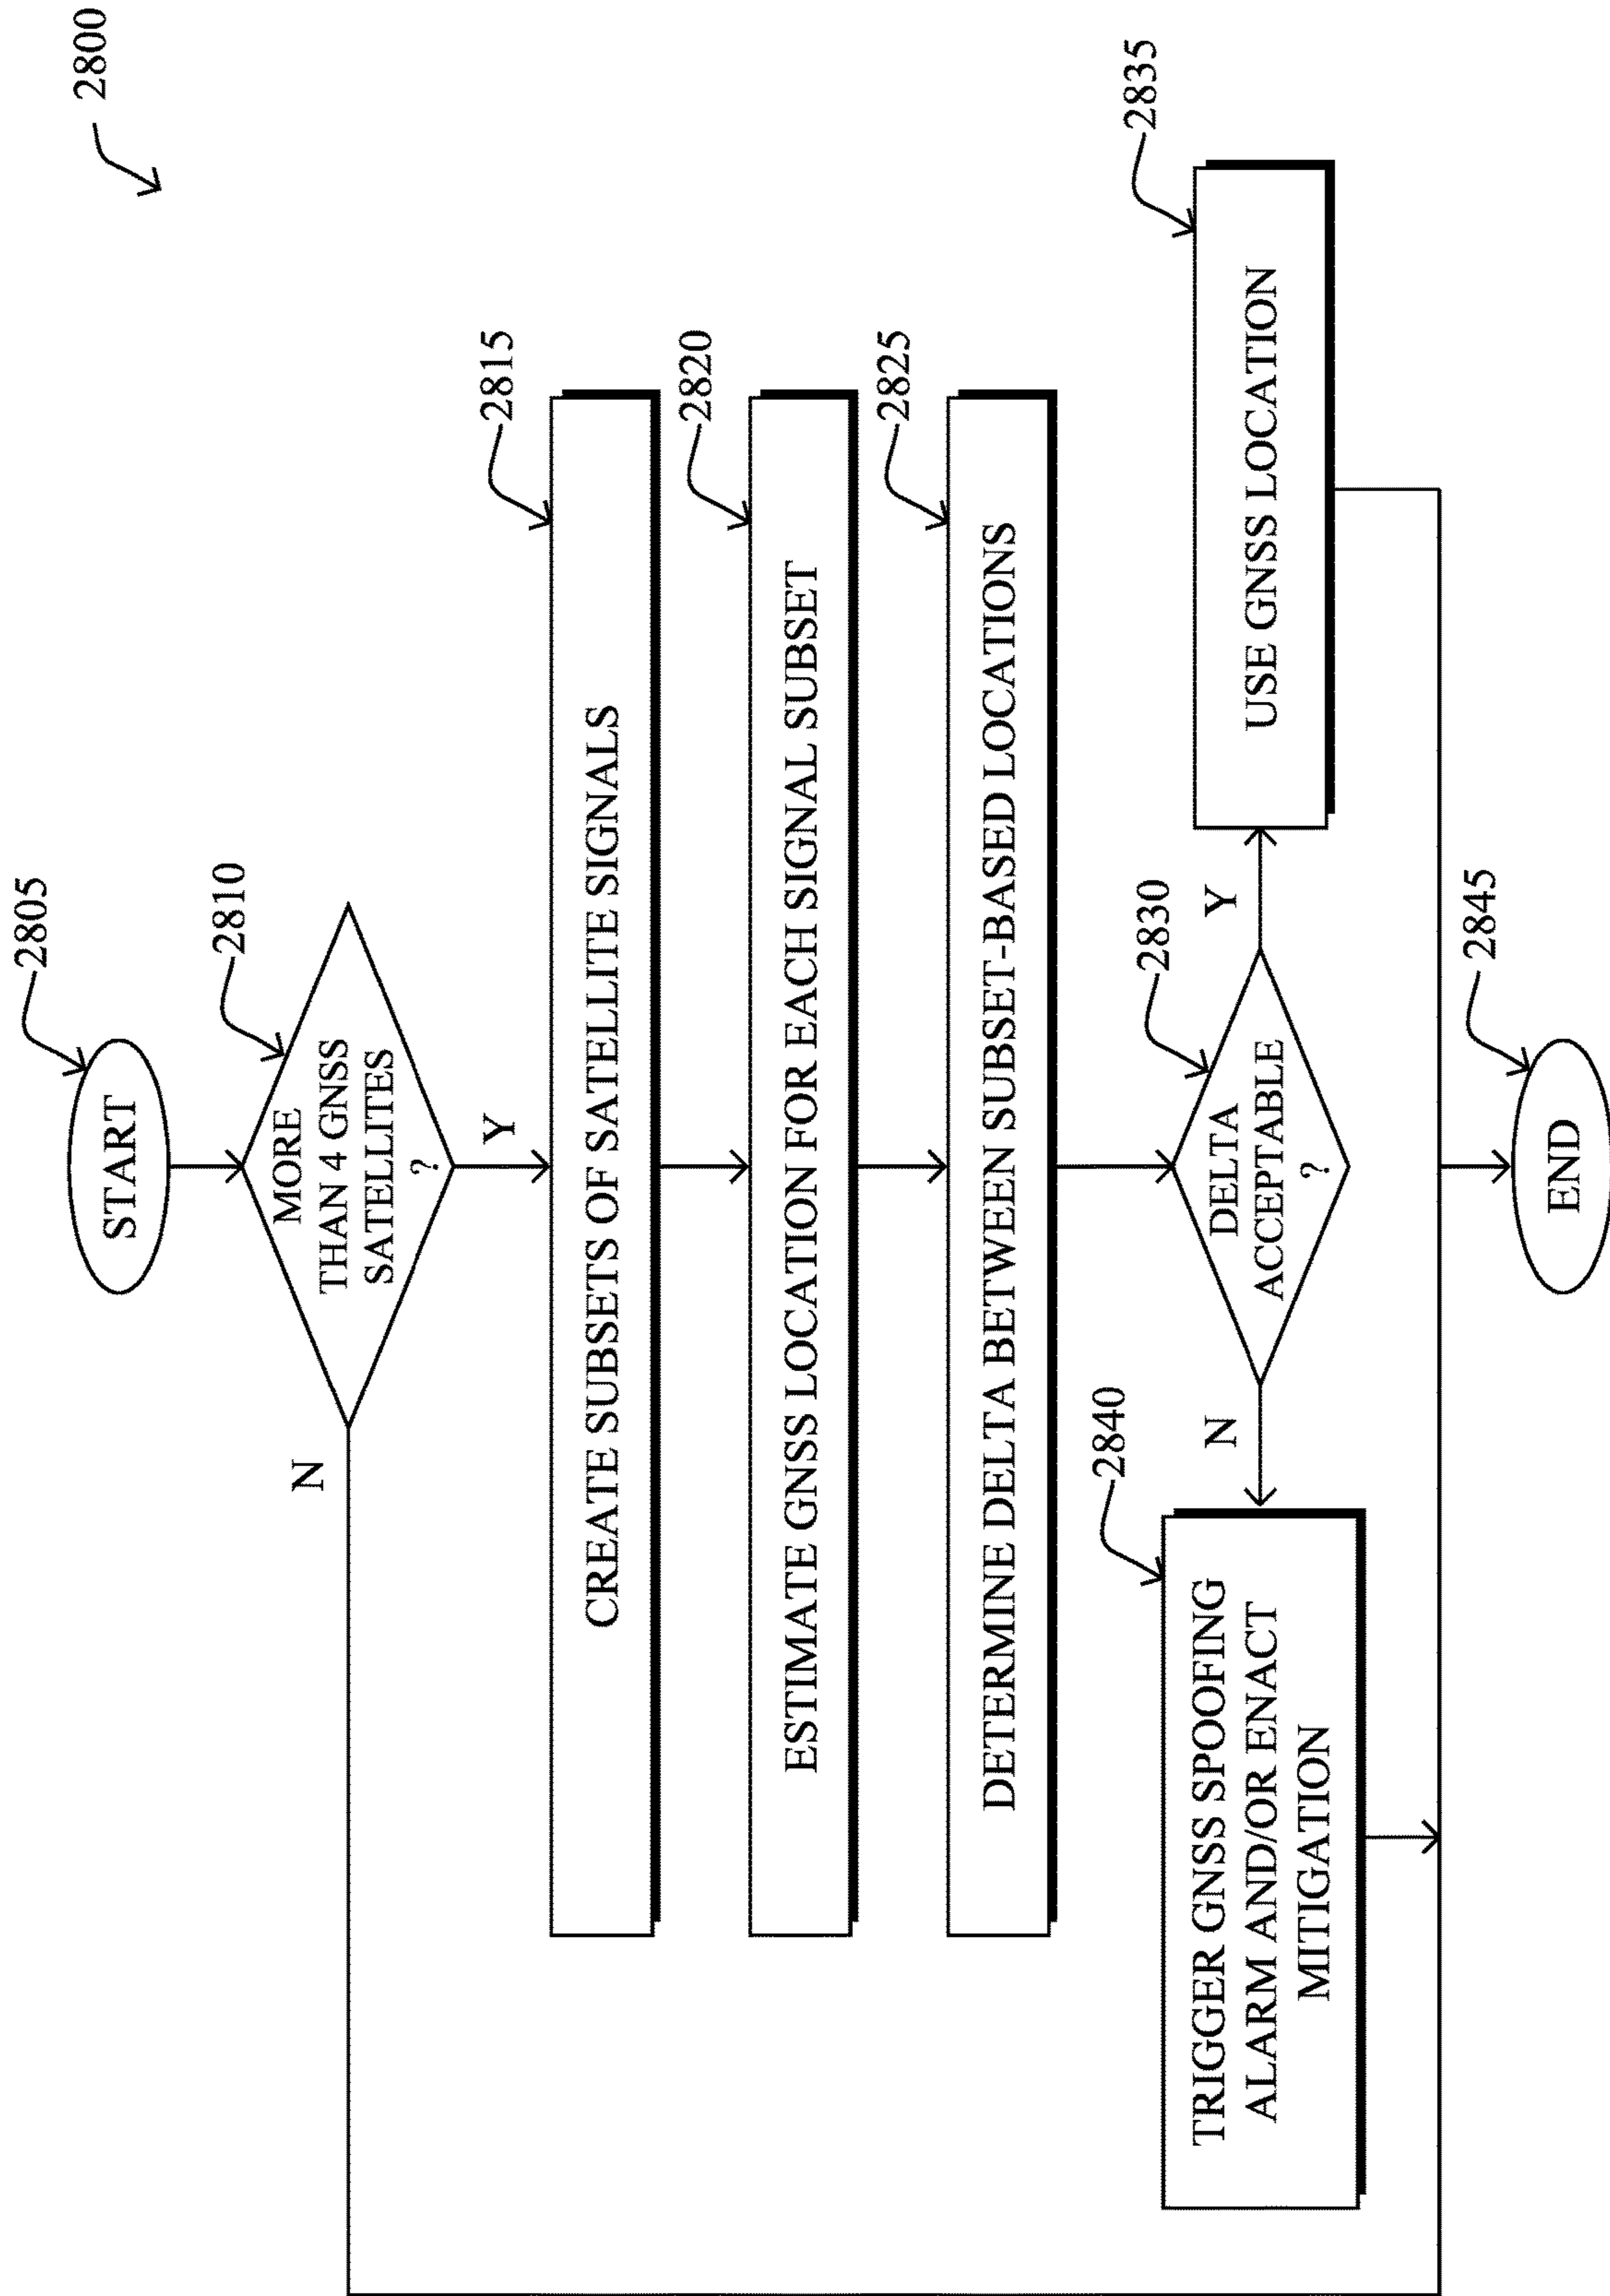 2800
2805
START
2810
MORE
THAN 4 GNSS
SATELLITES
?
N
Y
2815
CREATE SUBSETS OF SATELLITE SIGNALS
2820
ESTIMATE GNSS LOCATION FOR EACH SIGNAL SUBSET
2825
DETERMINE DELTA BETWEEN SUBSET-BASED LOCATIONS
2830
DELTA
ACCEPTABLE
?
N
Y
2835
USE GNSS LOCATION
2840
TRIGGER GNSS SPOOFING
ALARM AND/OR ENACT
MITIGATION
2845
END